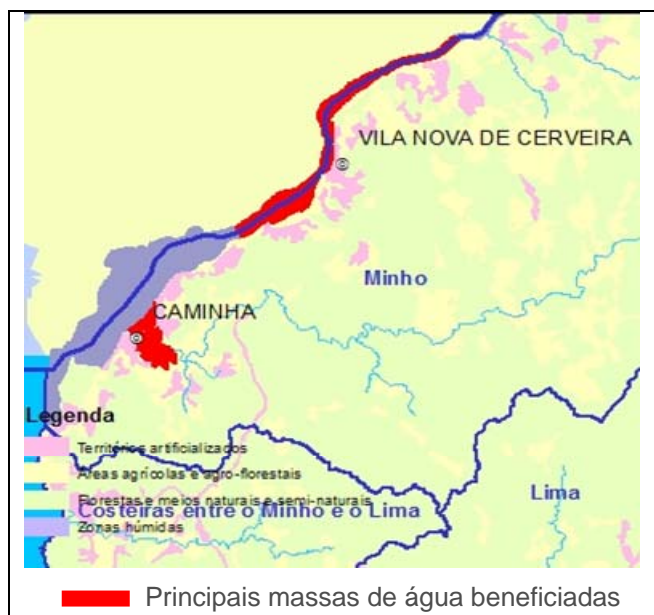 VILA NOVA DE CERVEIRA
Minho
CAMINHA
Legenda
Territórios artificializados
Áreas agrícolas e agro-florestais
Lima
Florestas e meios naturais e semi-naturais
Costeiras entre o Minho e o Lima
Zonas húmidas
Principais massas de água beneficiadas